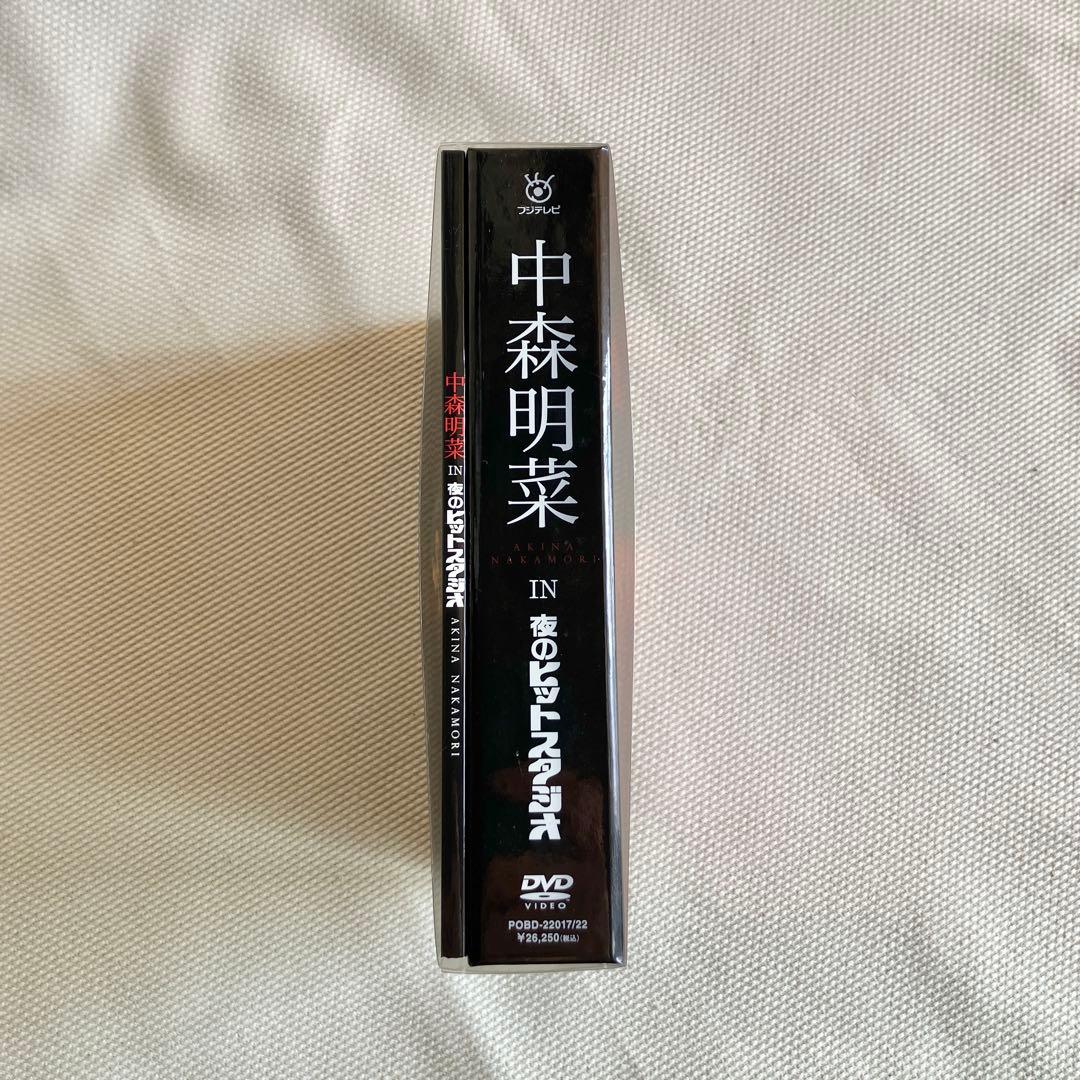 フジテレビ
中森明菜
AKINA
NAKAMORI
IN
夜のヒットスタジオ
DVD
VIDEO
POBD-22017/22
¥26,250(税込)
中森明菜
IN
夜のヒットスタジオ
AKINA NAKAMORI